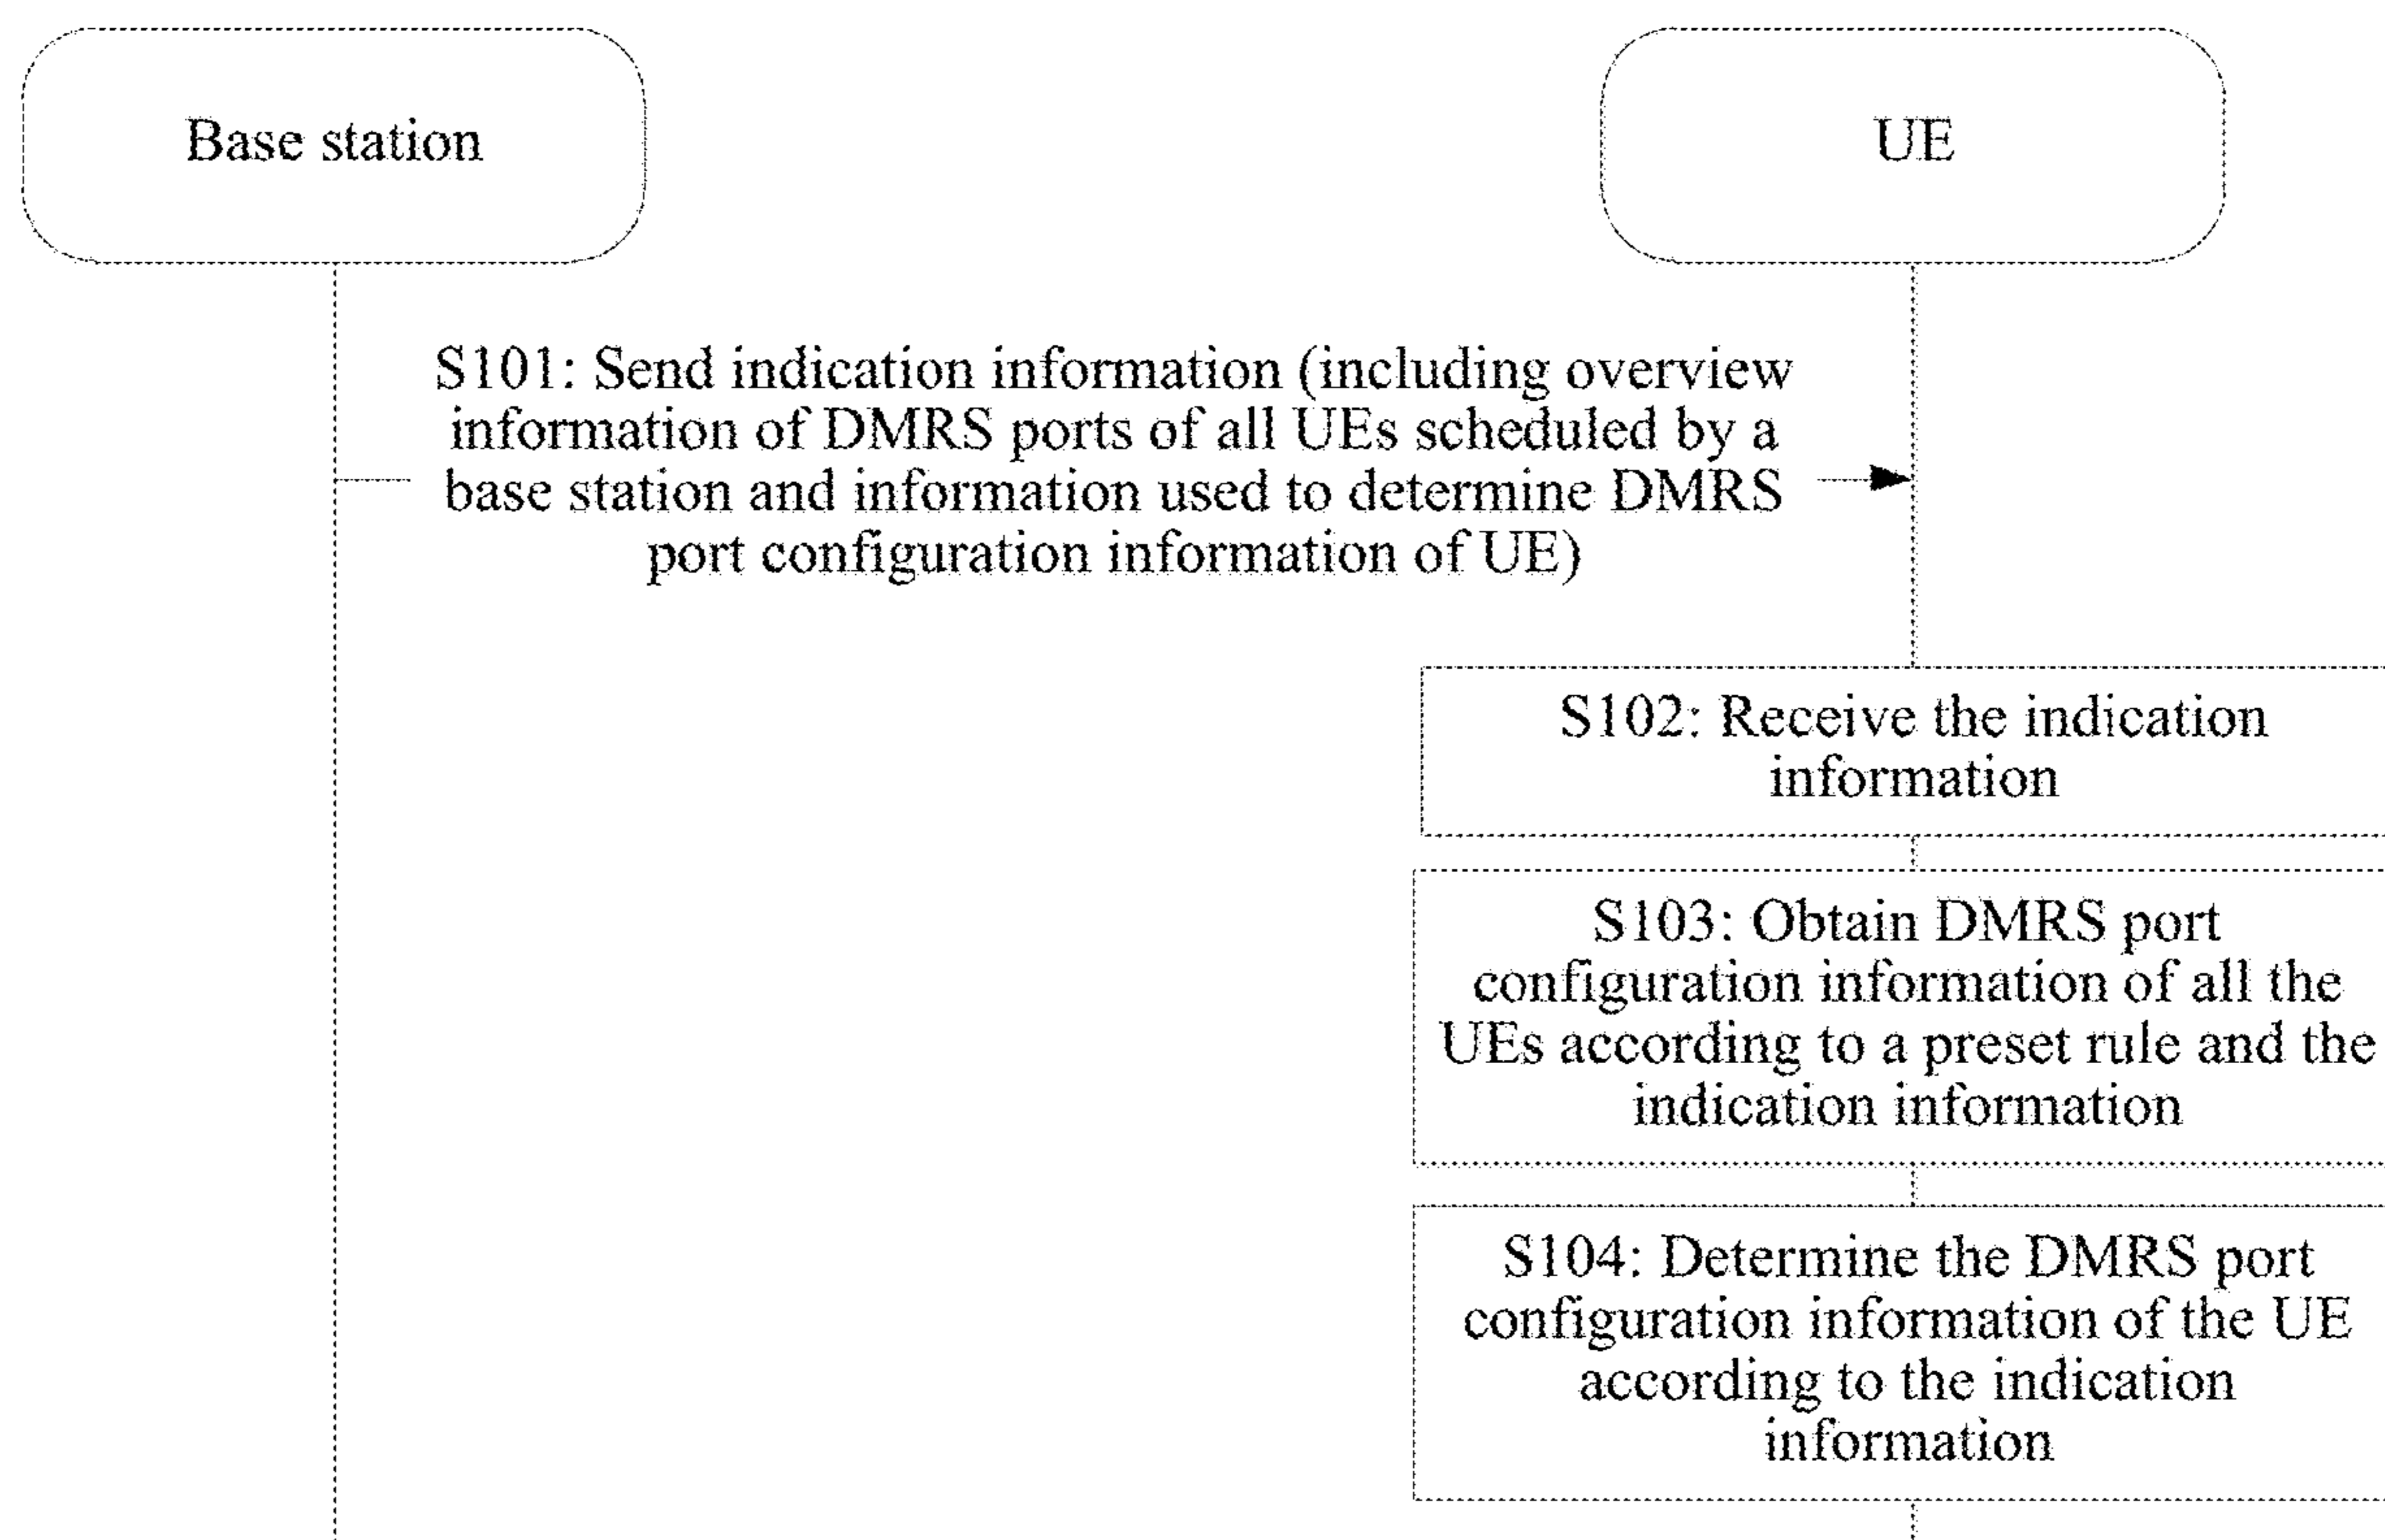 Base station
UE
S101: Send indication information (including overview
information of DMRS ports of all UEs scheduled by a
base station and information used to determine DMRS
port configuration information of UE)
S102: Receive the indication
information
S103: Obtain DMRS port
configuration information of all the
UEs according to a preset rule and the
indication information
S104: Determine the DMRS port
configuration information of the UE
according to the indication
information